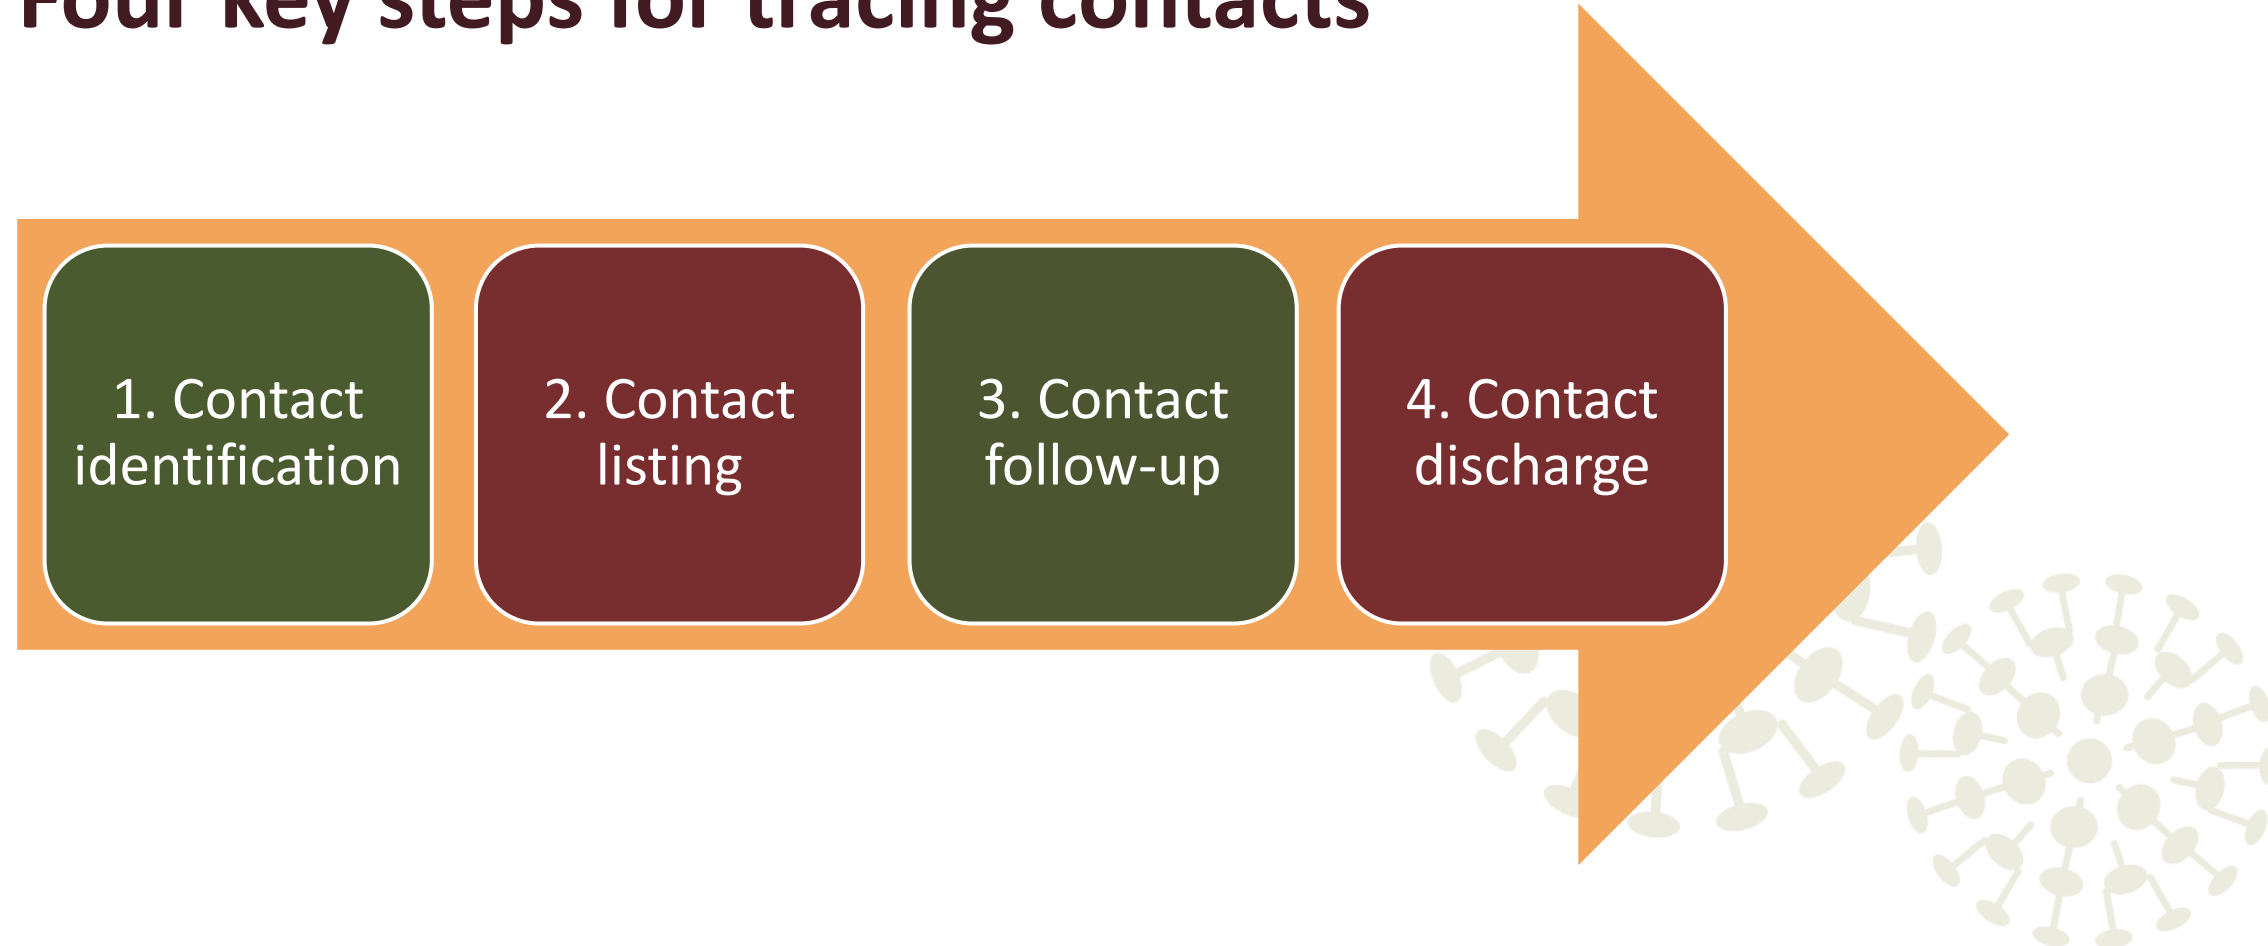 Four key steps for tracing contacts
1. Contact
identification
2. Contact
listing
3. Contact
follow-up
4. Contact
discharge